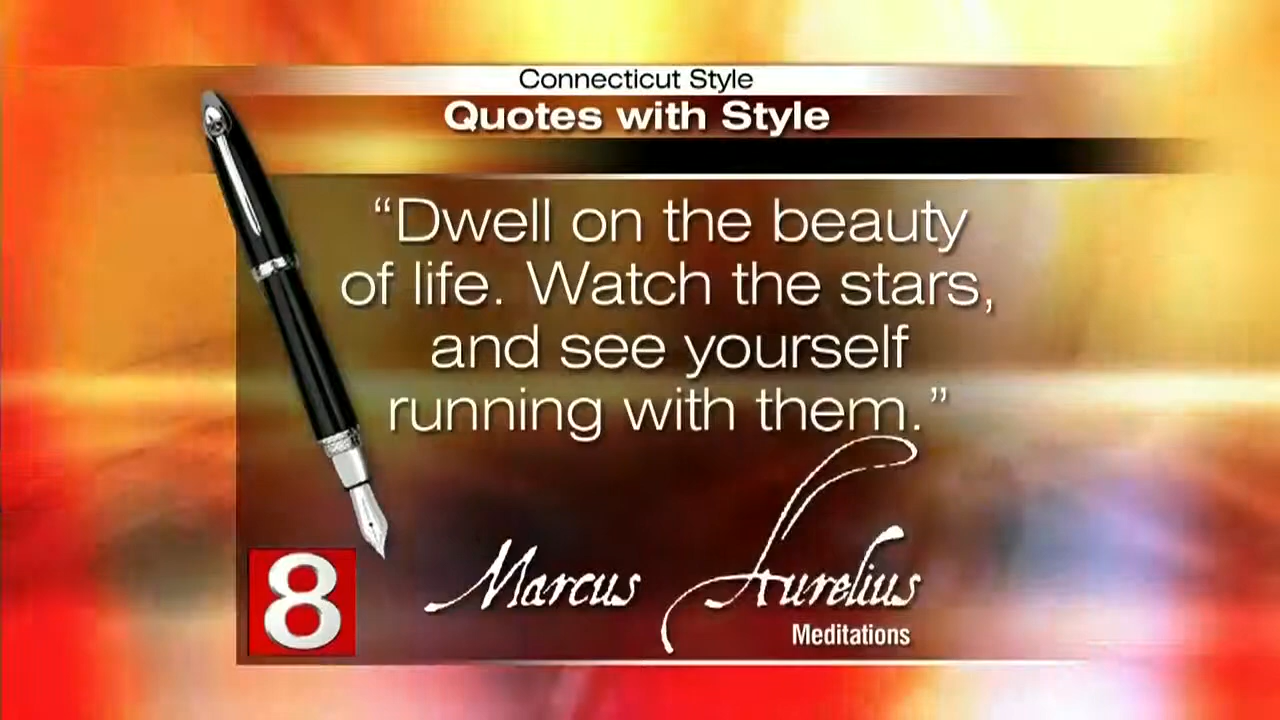 Connecticut Style
Quotes with Style
“Dwell on the beauty
of life. Watch the stars,
and see yourself
running with them.”
Marcus Aurelius
Meditations
8